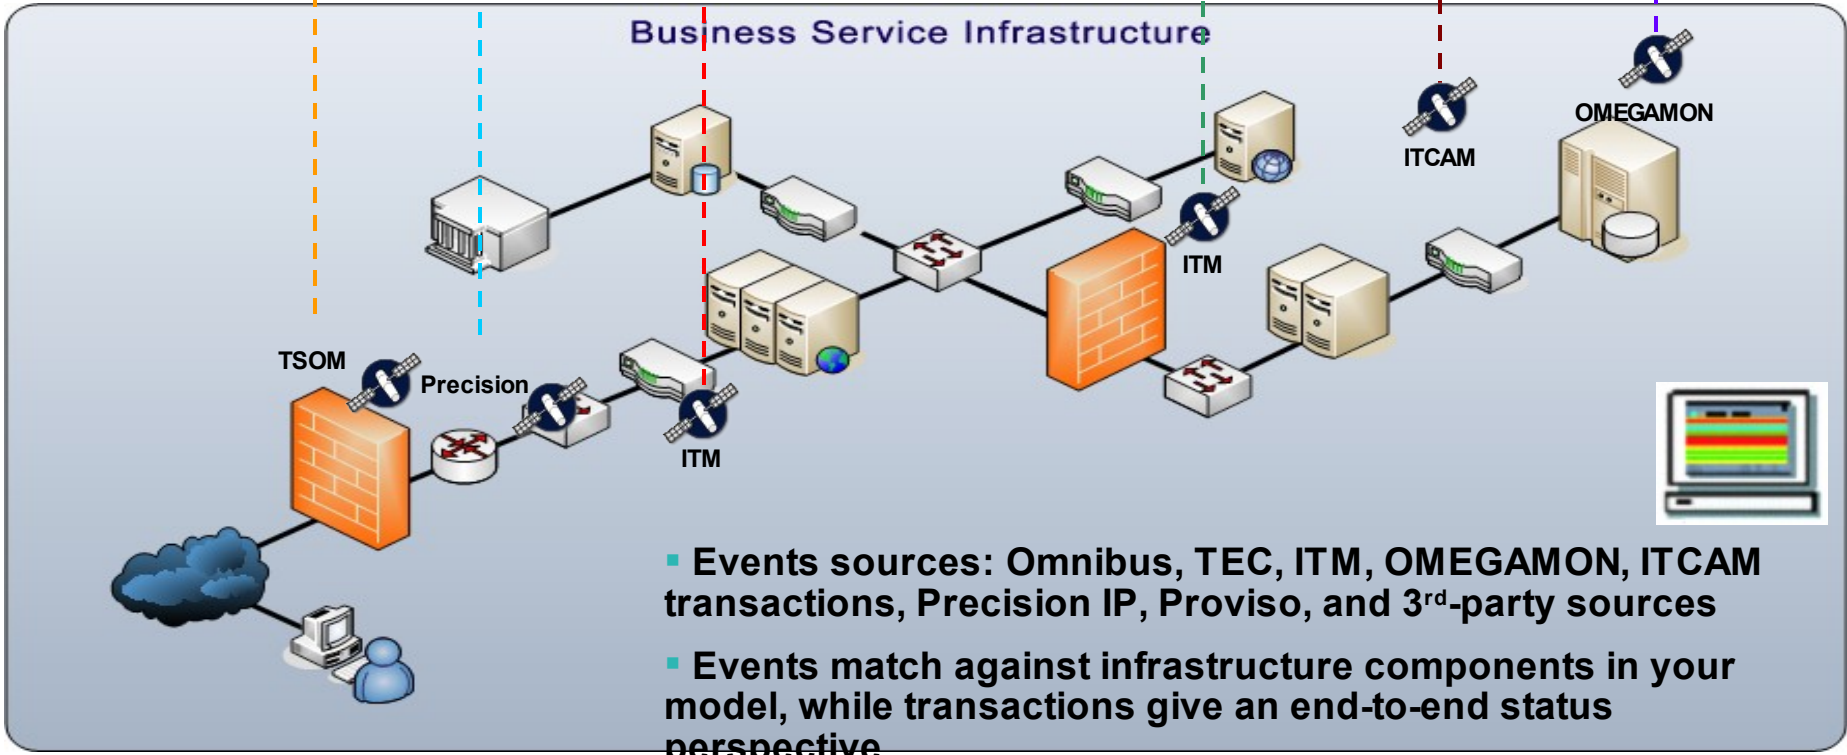 Business Service Infrastructure
OMEGAMON
ITCAM
ITM
TSOM
Precision
ITM
▪ Events sources: Omnibus, TEC, ITM, OMEGAMON, ITCAM
transactions, Precision IP, Proviso, and 3rd-party sources
▪ Events match against infrastructure components in your
model, while transactions give an end-to-end status
perspective